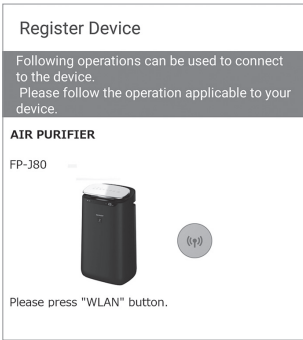 Register Device
Following operations can be used to connect
to the device.
Please follow the operation applicable to your
device.
AIR PURIFIER
FP-J80
Please press "WLAN" button.